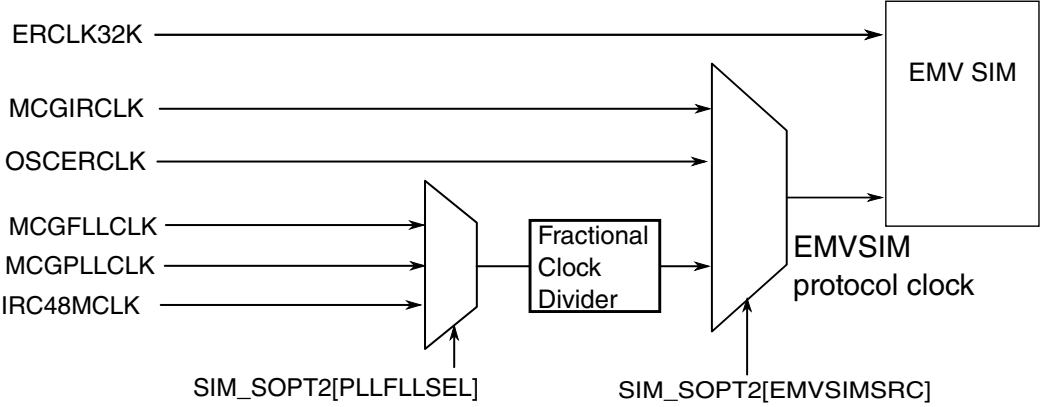 ERCLK32K
EMV SIM
MCGIRCLK
OSCERCLK
MCGFLLCLK
MCGPLLCLK
IRC48MCLK
Fractional
Clock
Divider
EMVSIM
protocol clock
SIM_SOPT2[PLLFLLSEL]
SIM_SOPT2[EMVSIMSRC]